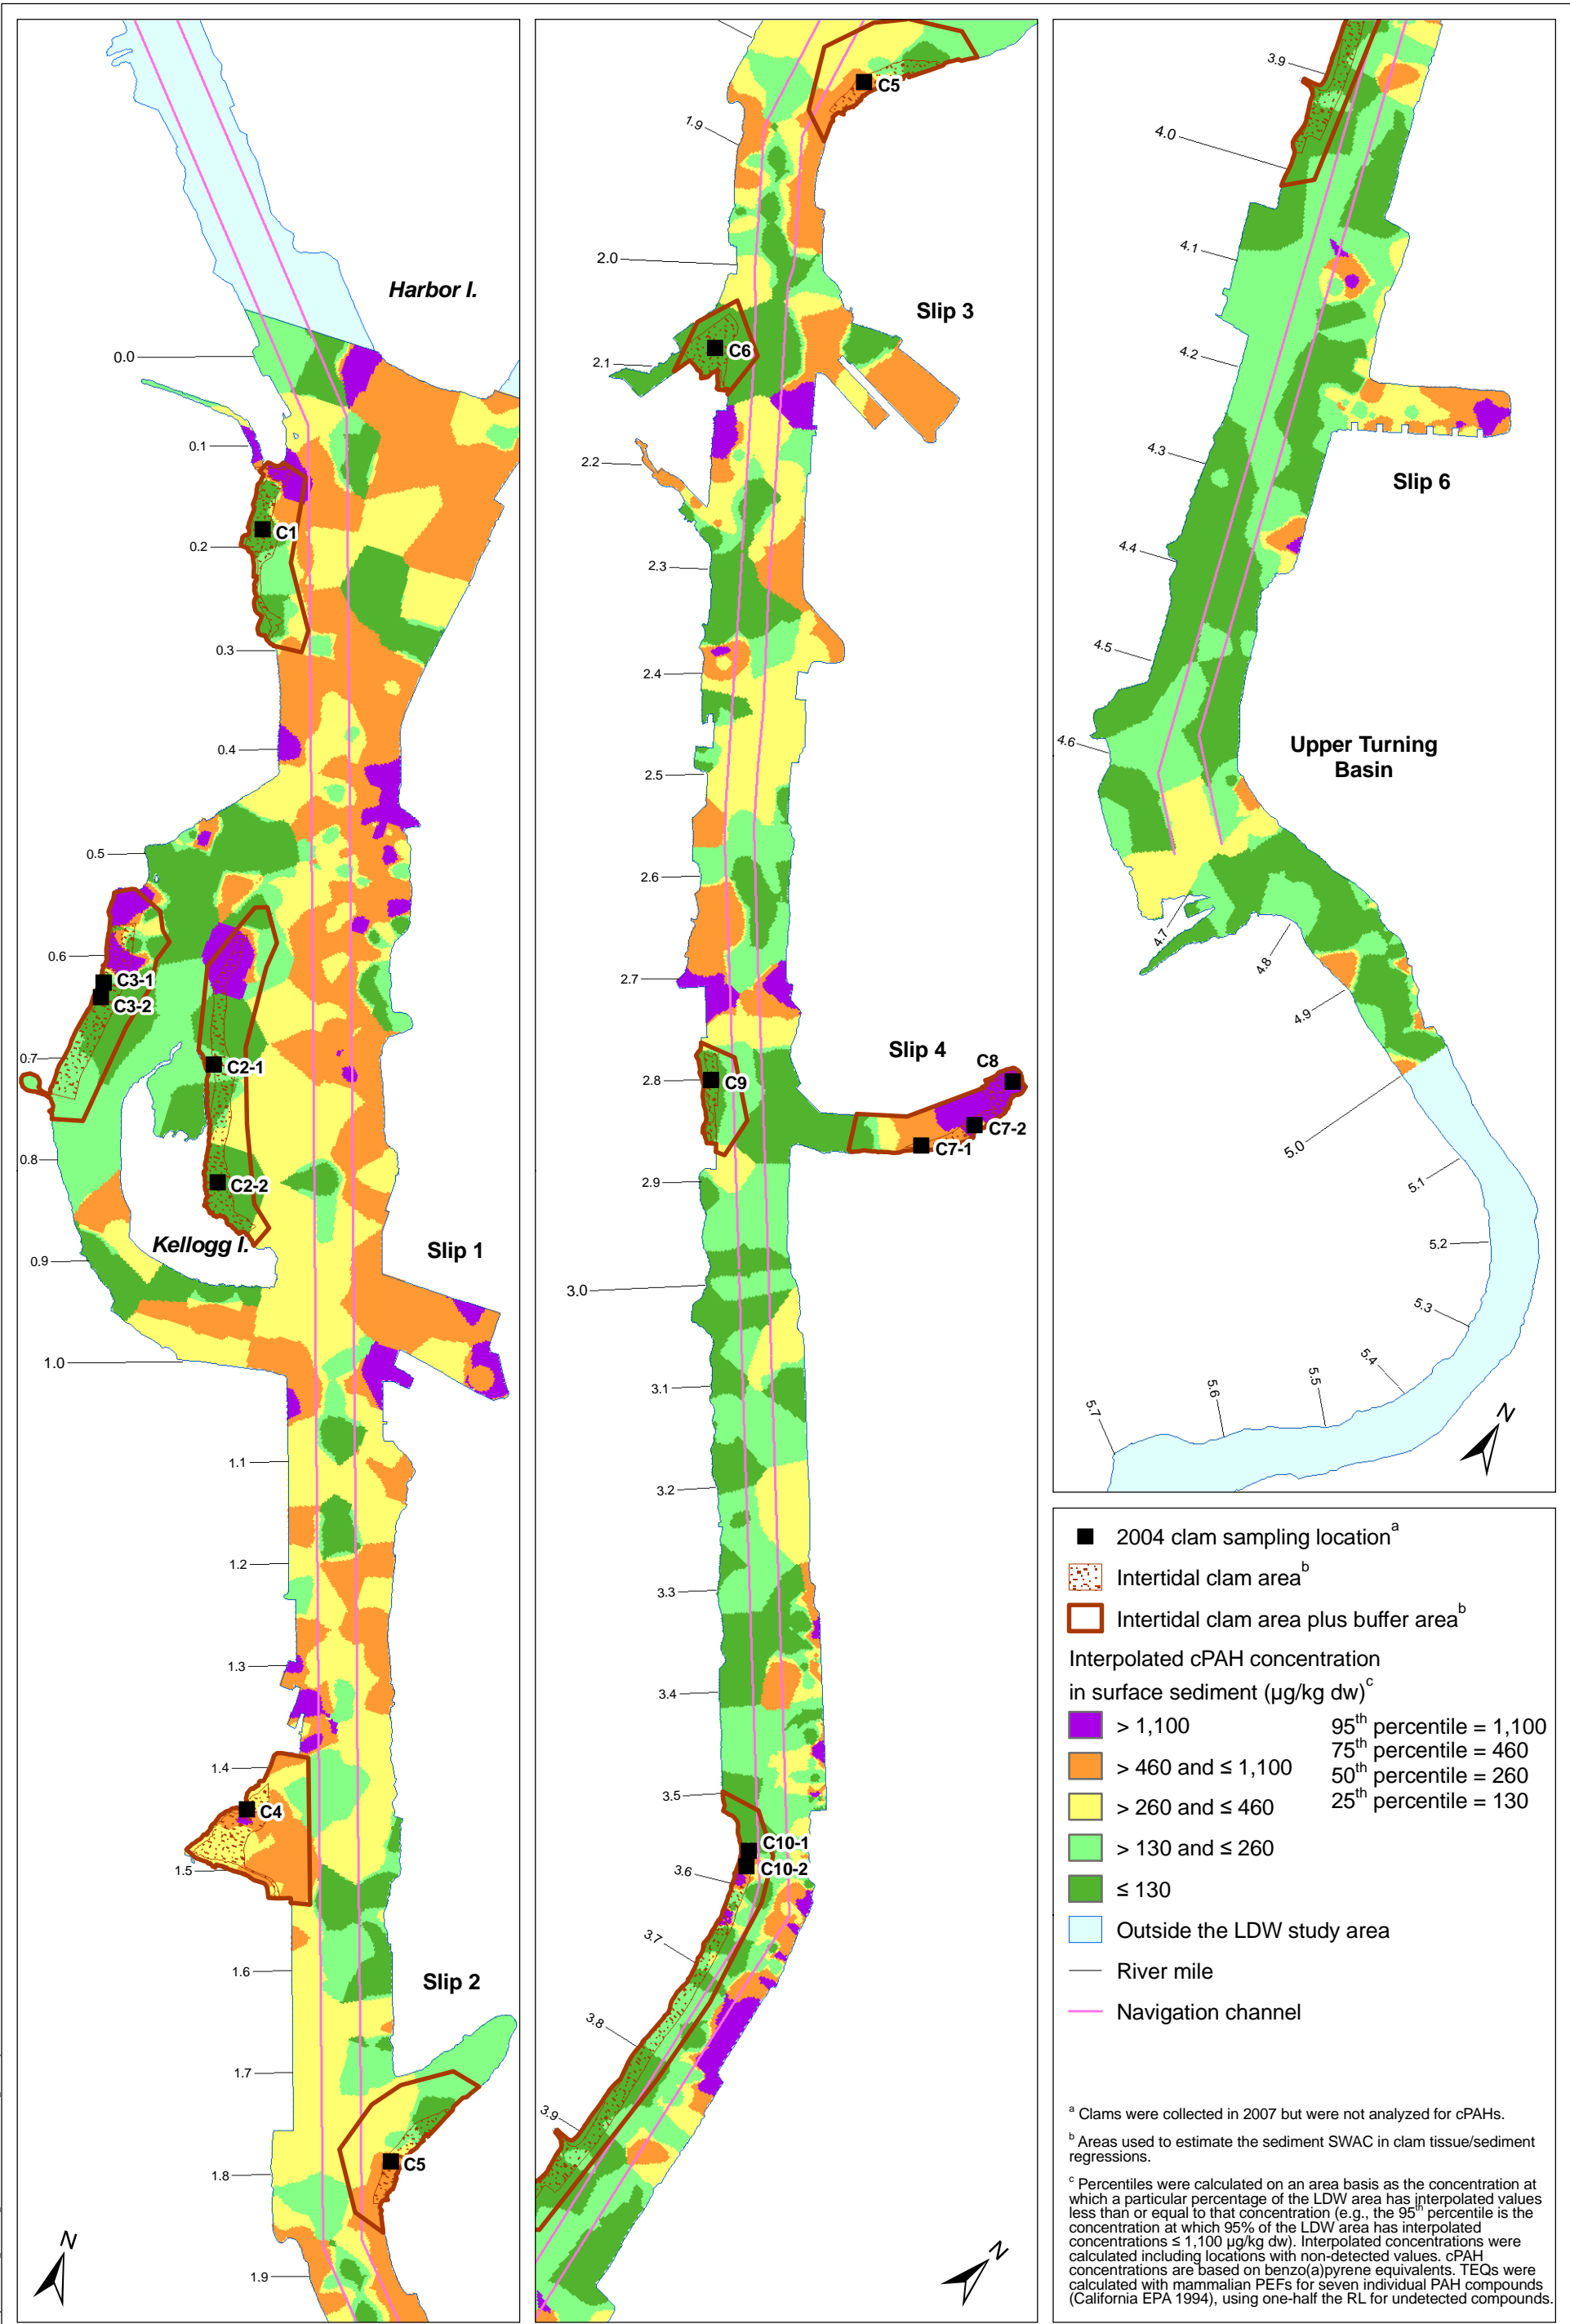 Harbor I.
0.0
0.1
C1
0.2
0.3
0.4
0.5
0.6
C3-1
C3-2
0.7
C2-1
0.8
C2-2
Kellogg I.
Slip 1
0.9
1.0
1.1
1.2
1.3
1.4
C4
1.5
1.6
Slip 2
1.7
C5
1.8
1.9
N
C5
1.9
2.0
Slip 3
C6
2.1
2.2
2.3
2.4
2.5
2.6
2.7
Slip 4
C8
2.8
C9
C7-2
C7-1
2.9
3.0
3.1
3.2
3.3
3.4
3.5
C10-1
C10-2
3.6
3.7
3.8
3.9
N
3.9
4.0
4.1
4.2
4.3
Slip 6
4.4
4.5
4.6
Upper Turning
Basin
4.7
4.8
4.9
5.0
5.1
5.2
5.3
5.4
5.5
5.6
5.7
N
2004 clam sampling location a
Intertidal clam area b
Intertidal clam area plus buffer area b
Interpolated cPAH concentration
in surface sediment (µg/kg dw) c
> 1,100
> 460 and ≤ 1,100
> 260 and ≤ 460
> 130 and ≤ 260
≤ 130
95th percentile = 1,100
75th percentile = 460
50th percentile = 260
25th percentile = 130
Outside the LDW study area
River mile
Navigation channel
a Clams were collected in 2007 but were not analyzed for cPAHs.
b Areas used to estimate the sediment SWAC in clam tissue/sediment
regressions.
c Percentiles were calculated on an area basis as the concentration at
which a particular percentage of the LDW area has interpolated values
less than or equal to that concentration (e.g., the 95th percentile is the
concentration at which 95% of the LDW area has interpolated
concentrations ≤ 1,100 µg/kg dw). Interpolated concentrations were
calculated including locations with non-detected values. cPAH
concentrations are based on benzo(a)pyrene equivalents. TEQs were
calculated with mammalian PEFs for seven individual PAH compounds
(California EPA 1994), using one-half the RL for undetected compounds.